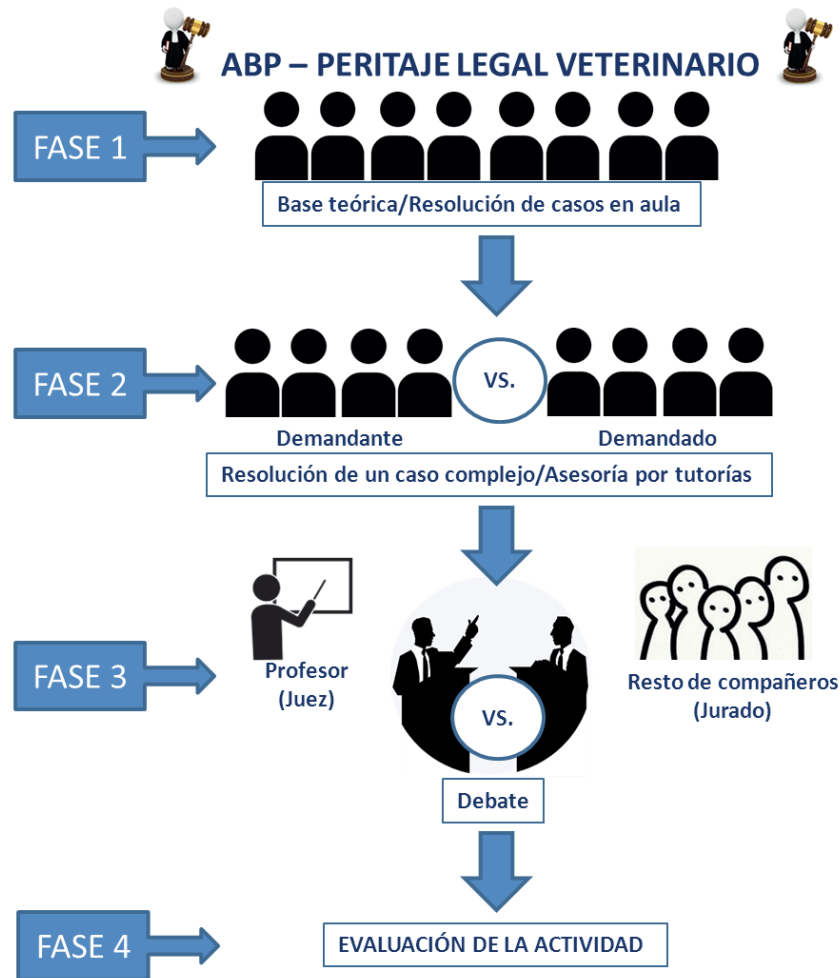 ABP – PERITAJE LEGAL VETERINARIO
FASE 1
Base teórica/Resolución de casos en aula
FASE 2
VS.
Demandante
Demandado
Resolución de un caso complejo/Asesoría por tutorías
FASE 3
Profesor
(Juez)
VS.
Resto de compañeros
(Jurado)
Debate
FASE 4
EVALUACIÓN DE LA ACTIVIDAD